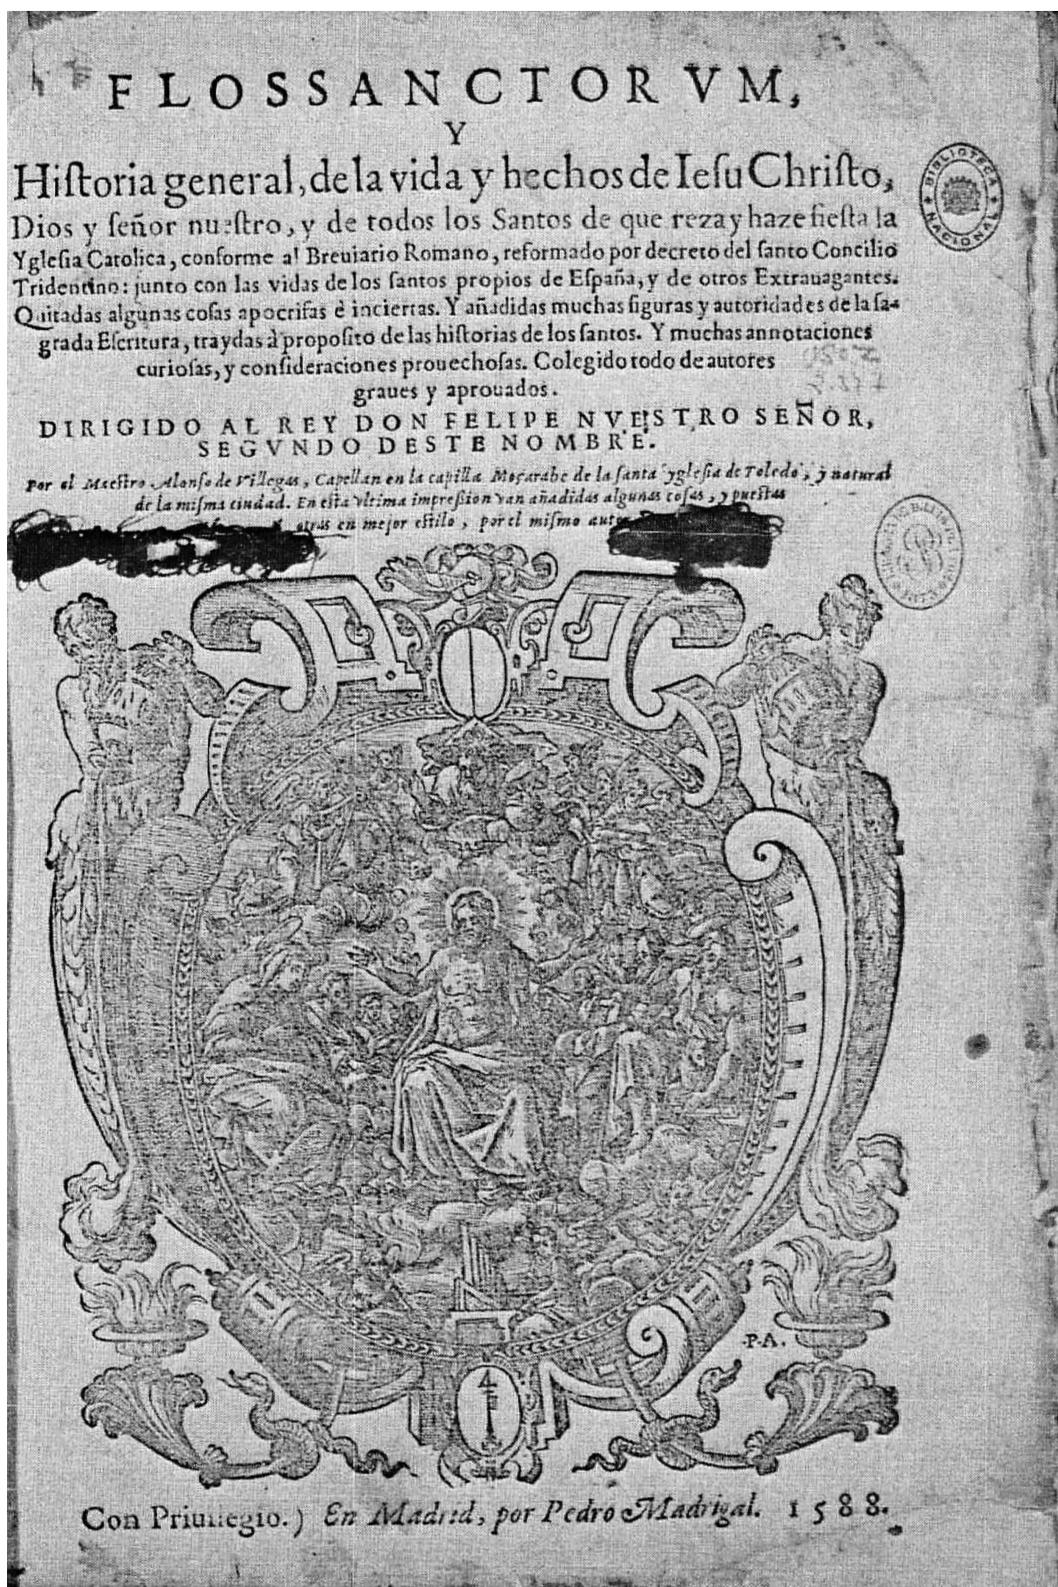 FLOS SANCTORVM,
Y
Historia general, de la vida y hechos de Iesu Christo,
Dios y señor nuestro, y de todos los Santos de que reza y haze fiesta la
Yglesia Catolica, conforme al Breuiario Romano, reformado por decreto del santo Concilio
Tridentino: junto con las vidas de los santos propios de España, y de otros Extrauagantes.
Quitadas algunas cosas apocrifas è inciertas. Y añadidas muchas figuras y autoridades de la sa-
grada Escritura, traydas à proposito de las historias de los santos. Y muchas annotaciones
curiosas, y consideraciones prouechosas. Colegido todo de autores
graues y aprouados.
DIRIGIDO AL REY DON FELIPE NVESTRO SEÑOR,
SEGVNDO DESTE NOMBRE.
Por el Maestro Alonso de Villegas, Capellan en la capilla Moçarabe de la santa yglesia de Toledo, y natural
de la misma ciudad. En esta vltima impression van añadidas algunas cosas, y puestas
otras en mejor estilo, por el mismo
BIBLIOTECA NACIONAL
P.A.
Con Priuilegio.) En Madrid, por Pedro Madrigal. 1588.